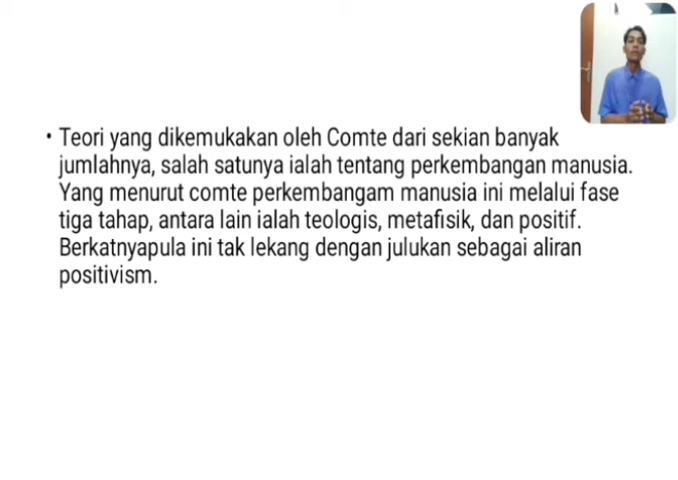 • Teori yang dikemukakan oleh Comte dari sekian banyak
jumlahnya, salah satunya ialah tentang perkembangan manusia.
Yang menurut comte perkembangam manusia ini melalui fase
tiga tahap, antara lain ialah teologis, metafisik, dan positif.
Berkatnyapula ini tak lekang dengan julukan sebagai aliran
positivism.